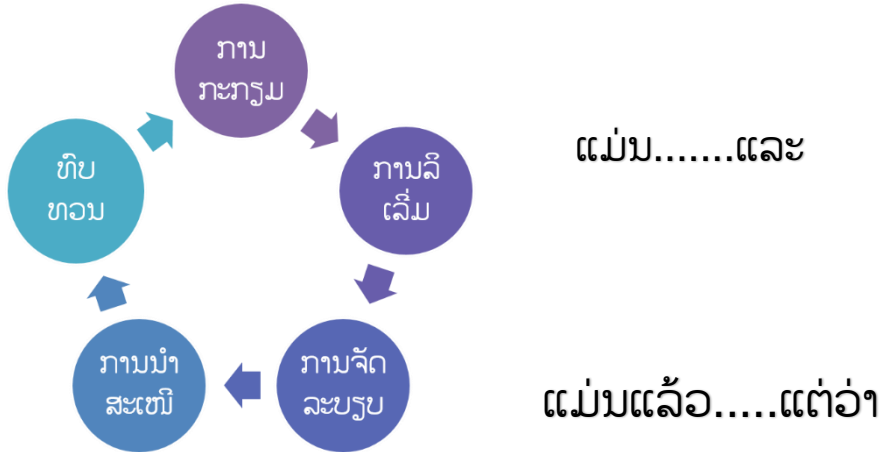 ການ
ກະກຽມ
ການລິ
ເລີ່ມ
ການຈັດ
ລະບຽບ
ການນຳ
ສະເໜີ
ທົບ
ທວນ
ແມ່ນ.......ແລະ
ແມ່ນແລ້ວ.....ແຕ່ວ່າ